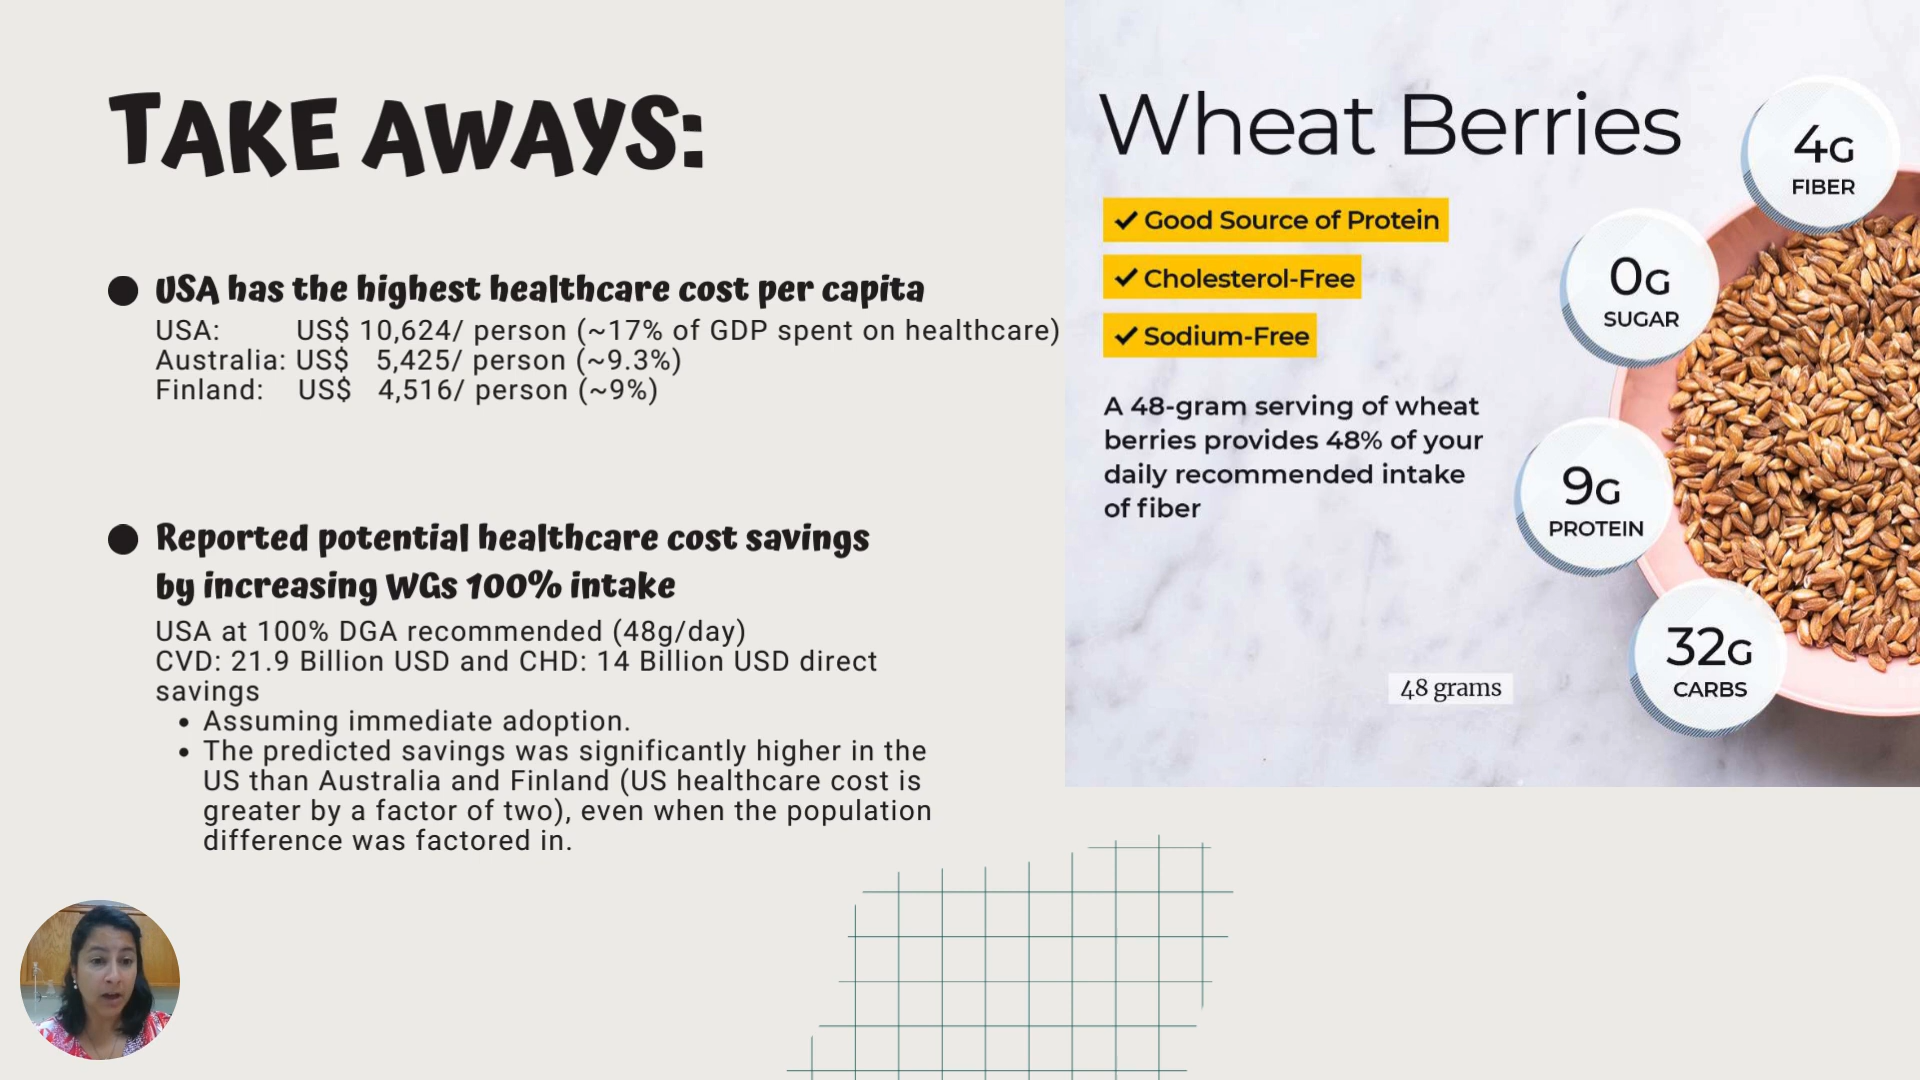 TAKE AWAYS:
USA has the highest healthcare cost per capita
USA: US$ 10,624/ person (~17% of GDP spent on healthcare)
Australia: US$ 5,425/ person (~9.3%)
Finland: US$ 4,516/ person (~9%)
Reported potential healthcare cost savings
by increasing WGs 100% intake
USA at 100% DGA recommended (48g/day)
CVD: 21.9 Billion USD and CHD: 14 Billion USD direct
savings
• Assuming immediate adoption.
• The predicted savings was significantly higher in the
US than Australia and Finland (US healthcare cost is
greater by a factor of two), even when the population
difference was factored in.
Wheat Berries
✓ Good Source of Protein
✓ Cholesterol-Free
✓ Sodium-Free
A 48-gram serving of wheat
berries provides 48% of your
daily recommended intake
of fiber
4G
FIBER
0G
SUGAR
9G
PROTEIN
32G
CARBS
48 grams